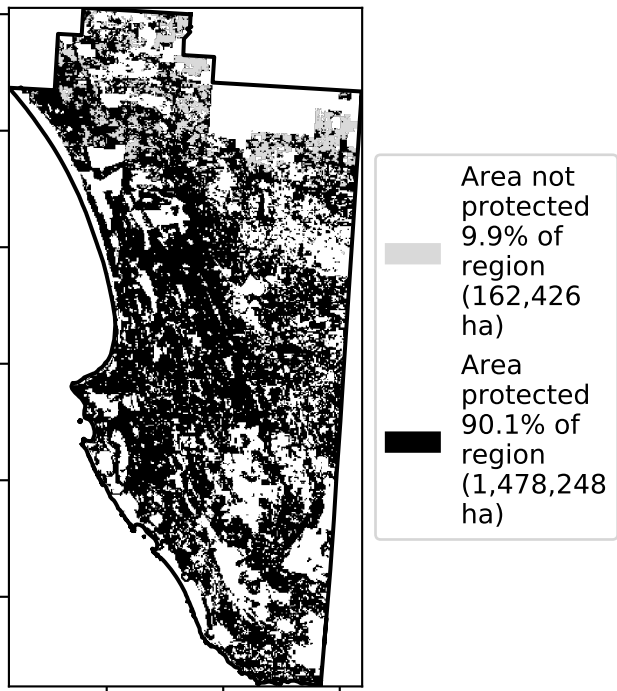 Area not
protected
9.9% of
region
(162,426
ha)
Area
protected
90.1% of
region
(1,478,248
ha)